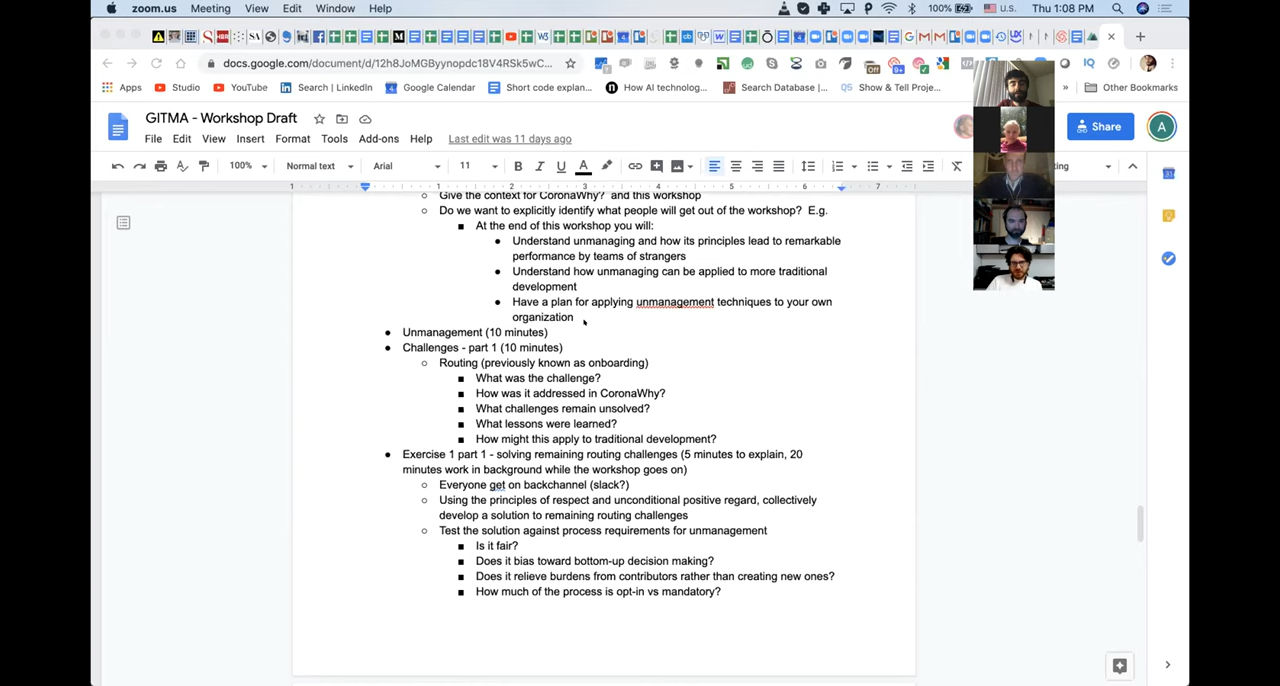 zoom.us Meeting View Edit Window Help
100% U.S. Thu 1:08 PM
docs.google.com/document/d/12h8JoMGByynopdc18V4RSk5wC...
Apps Studio YouTube Search | LinkedIn Google Calendar Short code explan... How AI technolog... Search Database |... Show & Tell Proje... » Other Bookmarks
GITMA - Workshop Draft
File Edit View Insert Format Tools Add-ons Help Last edit was 11 days ago
Share
A
100% Normal text Arial 11
1 1 2 3 4 5 6 7
Give the context for CoronaWhy? and this workshop
Do we want to explicitly identify what people will get out of the workshop? E.g.
At the end of this workshop you will:
Understand unmanaging and how its principles lead to remarkable
performance by teams of strangers
Understand how unmanaging can be applied to more traditional
development
Have a plan for applying unmanagement techniques to your own
organization
Unmanagement (10 minutes)
Challenges - part 1 (10 minutes)
Routing (previously known as onboarding)
What was the challenge?
How was it addressed in CoronaWhy?
What challenges remain unsolved?
What lessons were learned?
How might this apply to traditional development?
Exercise 1 part 1 - solving remaining routing challenges (5 minutes to explain, 20
minutes work in background while the workshop goes on)
Everyone get on backchannel (slack?)
Using the principles of respect and unconditional positive regard, collectively
develop a solution to remaining routing challenges
Test the solution against process requirements for unmanagement
Is it fair?
Does it bias toward bottom-up decision making?
Does it relieve burdens from contributors rather than creating new ones?
How much of the process is opt-in vs mandatory?